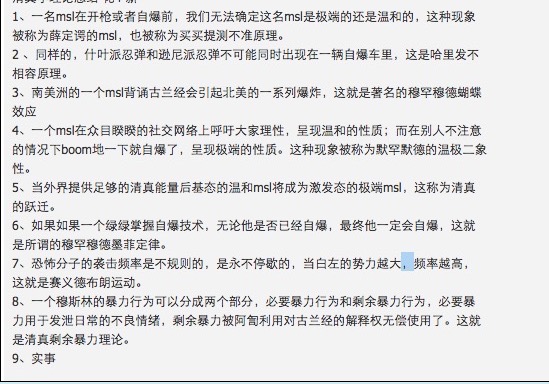 1、一名msl在开枪或者自爆前，我们无法确定这名msl是极端的还是温和的，这种现象
被称为薛定谔的msl，也被称为买买提测不准原理。
2 、同样的，什叶派忍弹和逊尼派忍弹不可能同时出现在一辆自爆车里，这是哈里发不
相容原理。
3、南美洲的一个msl背诵古兰经会引起北美的一系列爆炸，这就是著名的穆罕穆德蝴蝶
效应
4、一个msl在众目睽睽的社交网络上呼吁大家理性，呈现温和的性质；而在别人不注意
的情况下boom地一下就自爆了，呈现极端的性质。这种现象被称为默罕默德的温极二象
性。
5、当外界提供足够的清真能量后基态的温和msl将成为激发态的极端msl，这称为清真
的跃迁。
6、如果如果一个绿绿掌握自爆技术，无论他是否已经自爆，最终他一定会自爆，这就
是所谓的穆罕穆德墨菲定律。
7、恐怖分子的袭击频率是不规则的，是永不停歇的，当白左的势力越大，频率越高，
这就是赛义德布朗运动。
8、一个穆斯林的暴力行为可以分成两个部分，必要暴力行为和剩余暴力行为，必要暴
力用于发泄日常的不良情绪，剩余暴力被阿訇利用对古兰经的解释权无偿使用了。这就
是清真剩余暴力理论。
9、实事